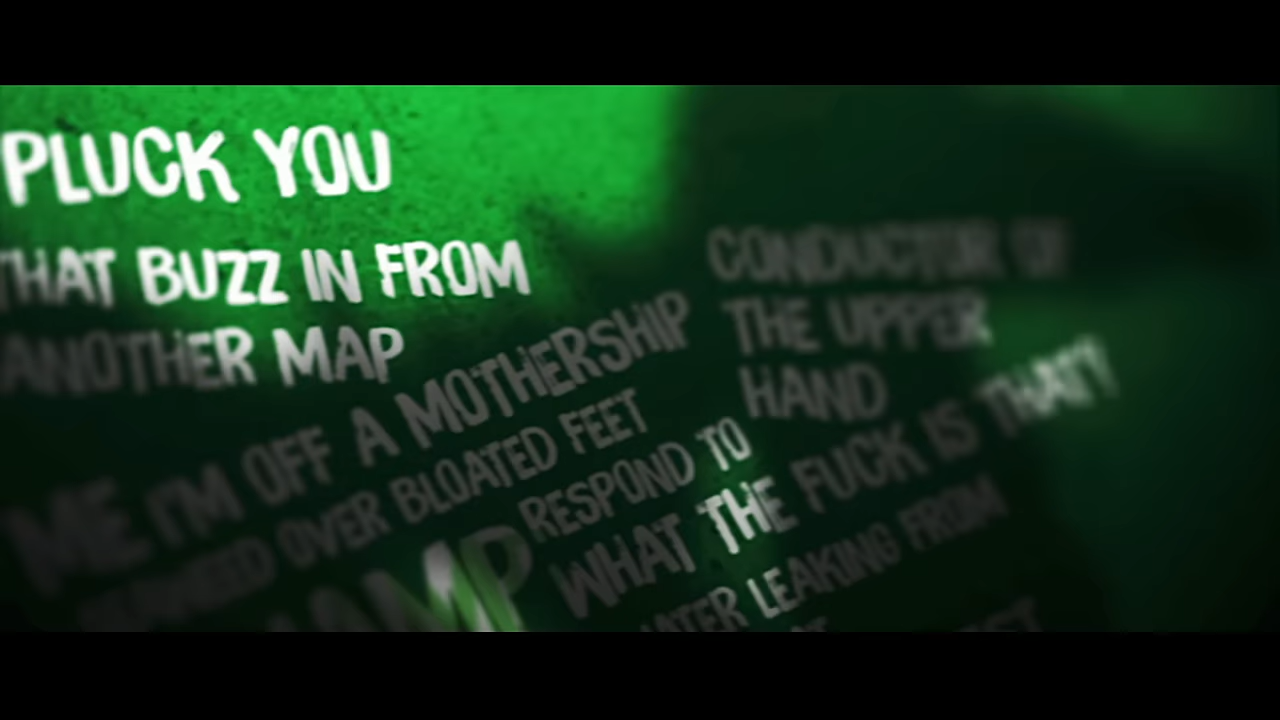 PLUCK YOU
THAT BUZZ IN FROM
ANOTHER MAP
ME I'M OFF A MOTHERSHIP
OVER BLOATED FEET
CONDUCTOR OF
THE UPPER
HAND
RESPOND TO
WHAT THE FUCK IS THAT?
LEAKING FROM